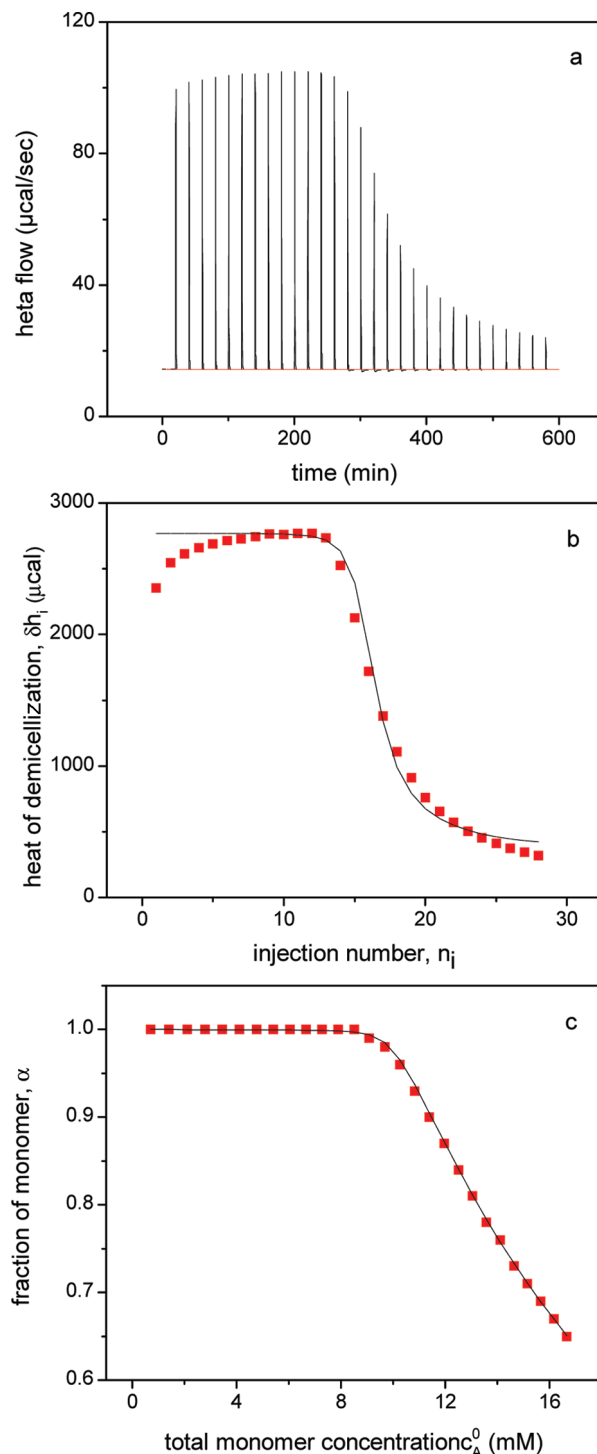 a
120
80
40
0
heta flow (μcal/sec)
0
200
400
600
time (min)
b
3000
2000
1000
0
heat of demicellization, δhᵢ (μcal)
0
10
20
30
injection number, nᵢ
c
1.0
0.9
0.8
0.7
0.6
fraction of monomer, α
0
4
8
12
16
total monomer concentrationc⁰_A (mM)